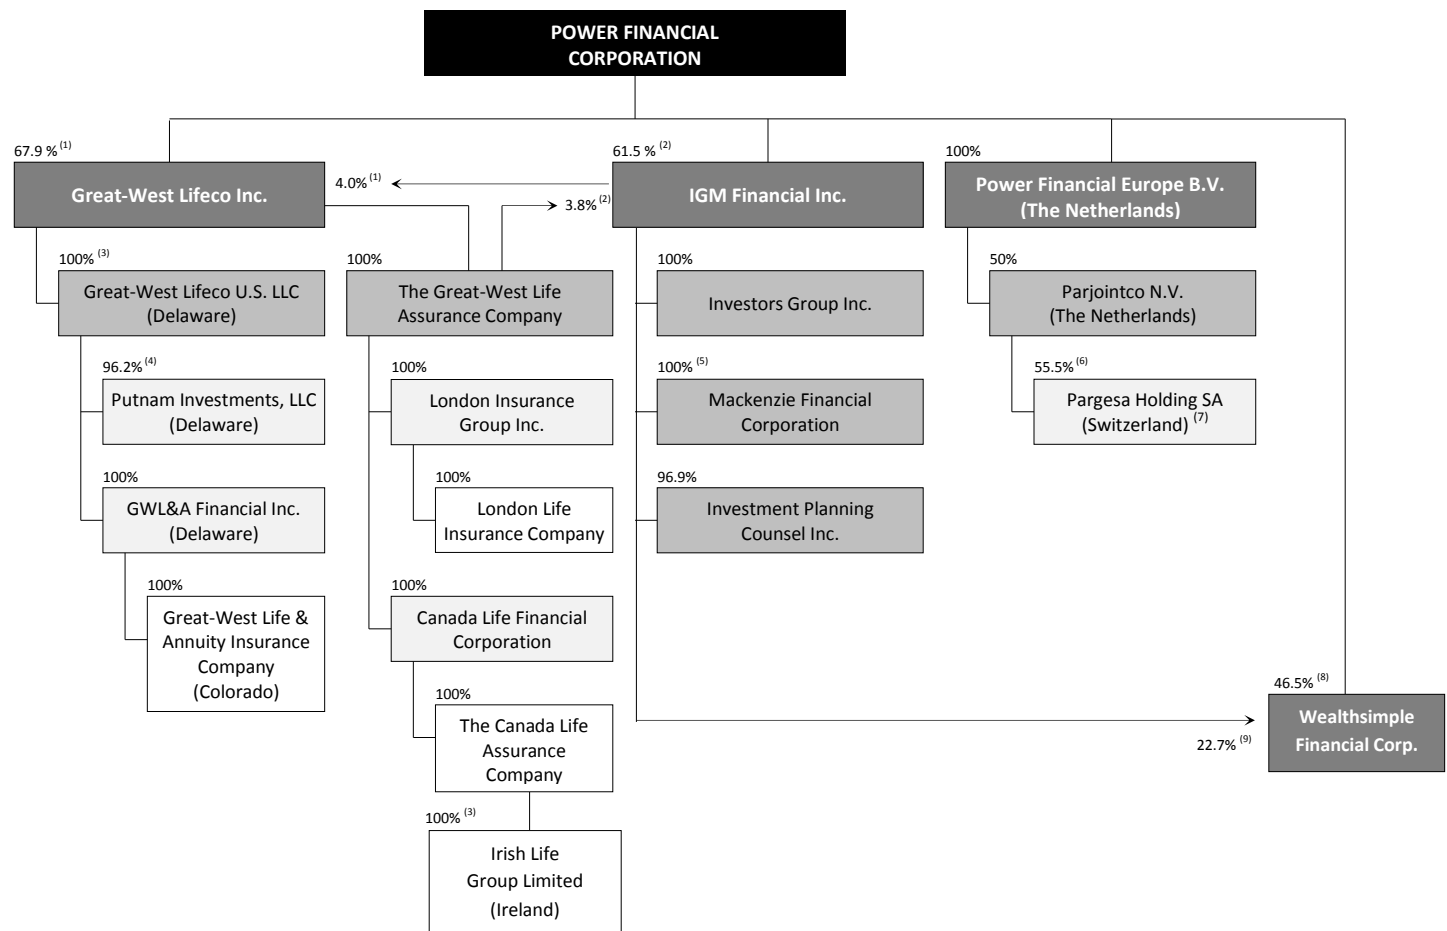 POWER FINANCIAL
CORPORATION
67.9 % (1)
Great-West Lifeco Inc.
4.0% (1)
3.8% (2)
61.5 % (2)
IGM Financial Inc.
100%
Power Financial Europe B.V.
(The Netherlands)
100% (3)
Great-West Lifeco U.S. LLC
(Delaware)
100%
The Great-West Life
Assurance Company
100%
Investors Group Inc.
50%
Parjointco N.V.
(The Netherlands)
96.2% (4)
Putnam Investments, LLC
(Delaware)
100%
London Insurance
Group Inc.
100% (5)
Mackenzie Financial
Corporation
55.5% (6)
Pargesa Holding SA
(Switzerland) (7)
100%
GWL&A Financial Inc.
(Delaware)
100%
London Life
Insurance Company
96.9%
Investment Planning
Counsel Inc.
100%
Great-West Life &
Annuity Insurance
Company
(Colorado)
100%
Canada Life Financial
Corporation
100%
The Canada Life
Assurance
Company
46.5% (8)
Wealthsimple
Financial Corp.
22.7% (9)
100% (3)
Irish Life
Group Limited
(Ireland)